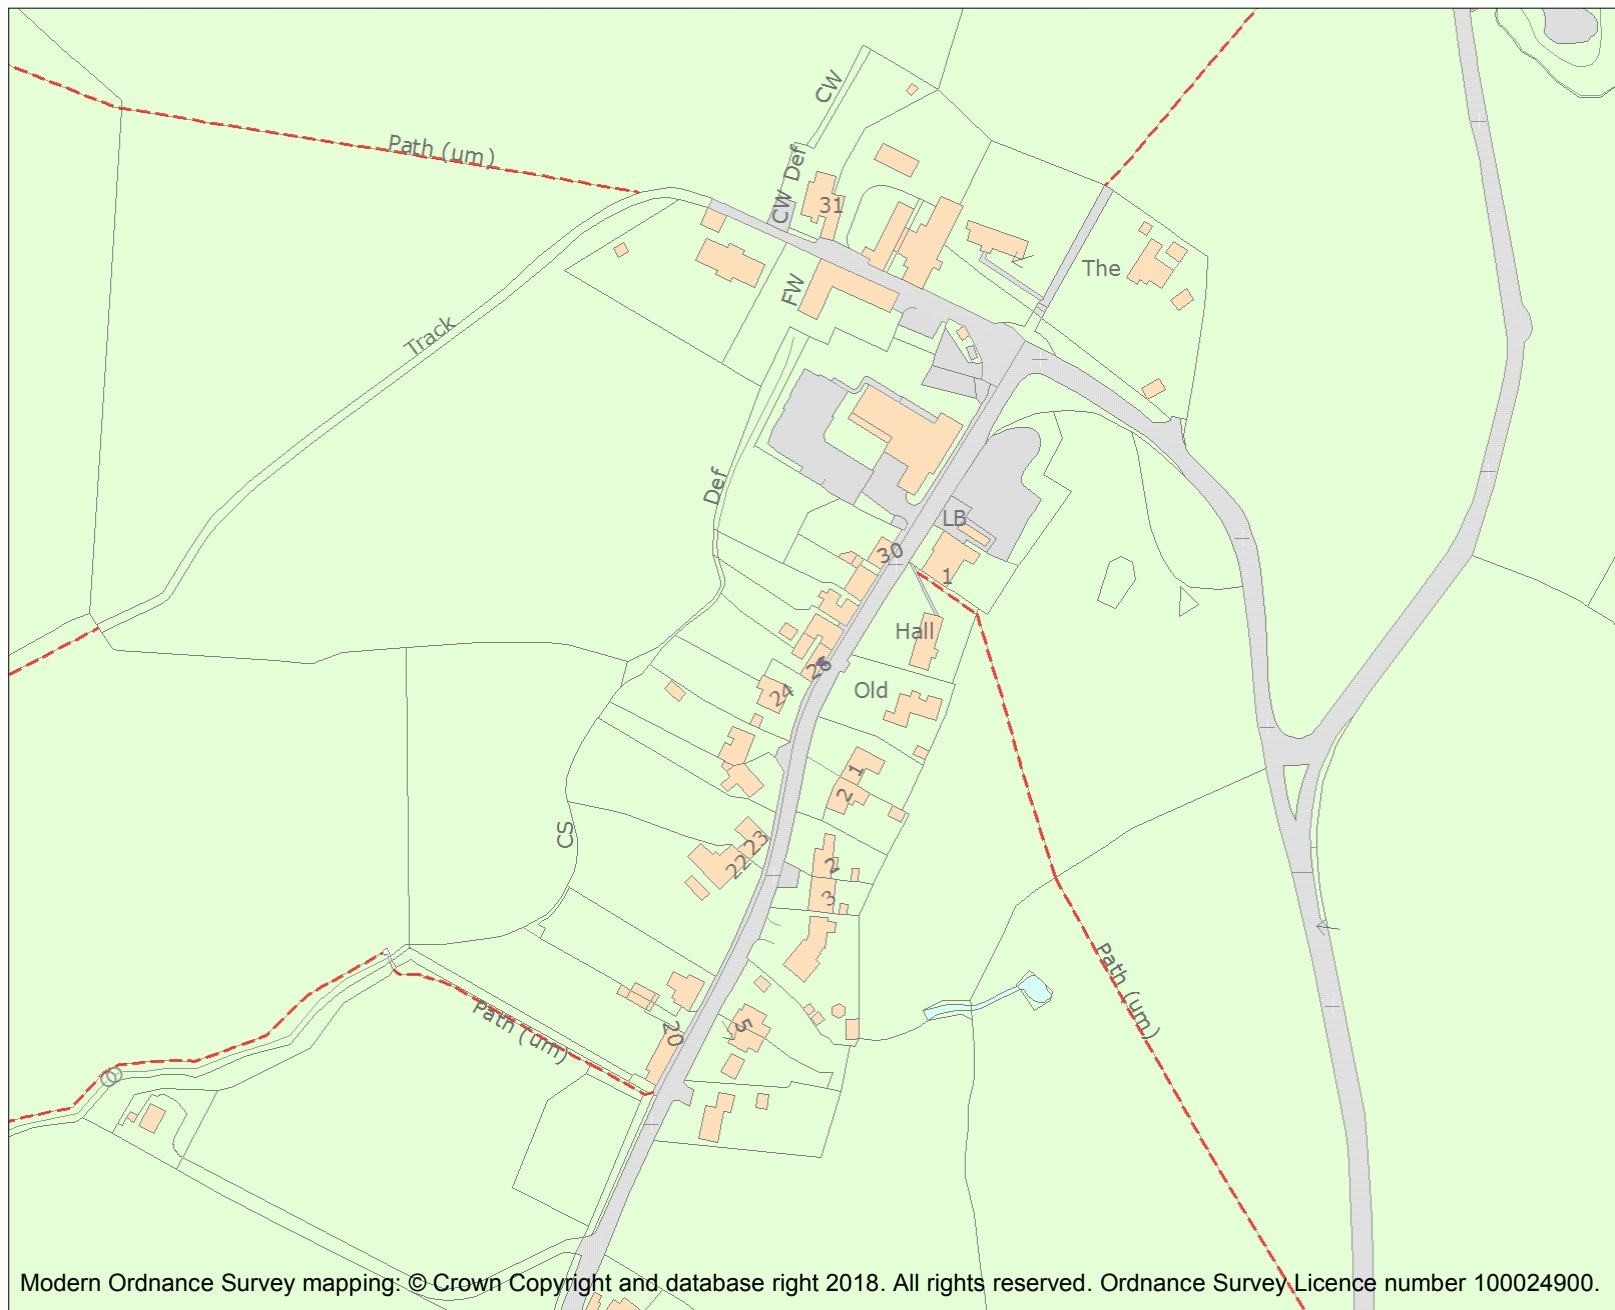 CW
Path (um)
Def
CW
31
The
FW
Track
Def
LB
30
1
Hall
26
Old
24
1
2
CS
23
22
2
3
Path (um)
Path (um)
20
5
Modern Ordnance Survey mapping: © Crown Copyright and database right 2018. All rights reserved. Ordnance Survey Licence number 100024900.